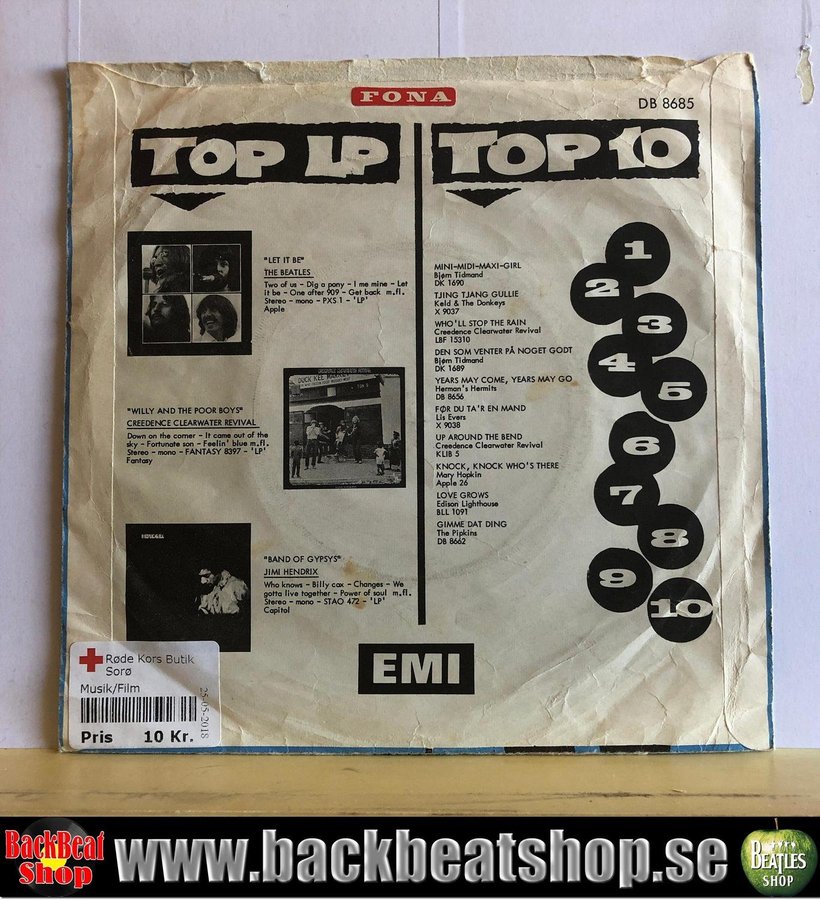 FONA
DB 8685
TOP LP
"LET IT BE"
THE BEATLES
Two of us – Dig a pony – I me mine – Let
it be – One after 909 – Get back m.fl.
Stereo – mono – PXS 1 – 'LP'
Apple
DUCK KEE MARKET
"WILLY AND THE POOR BOYS"
CREEDENCE CLEARWATER REVIVAL
Down on the corner – It came out of the
sky – Fortunate son – Feelin' blue m.fl.
Stereo – mono – FANTASY 8397 – 'LP'
Fantasy
"BAND OF GYPSYS"
JIMI HENDRIX
Who knows – Billy cox – Changes – We
gotta live together – Power of soul m.fl.
Stereo – mono – STAO 472 – 'LP'
Capitol
TOP 10
MINI–MIDI–MAXI–GIRL
Bjørn Tidmand
DK 1690
TJING TJANG GULLIE
Keld & The Donkeys
X 9037
WHO'LL STOP THE RAIN
Creedence Clearwater Revival
LBF 15310
DEN SOM VENTER PÅ NOGET GODT
Bjørn Tidmand
DK 1689
YEARS MAY COME, YEARS MAY GO
Herman's Hermits
DB 8656
FØR DU TA'R EN MAND
Lis Evers
X 9038
UP AROUND THE BEND
Creedence Clearwater Revival
KLIB 5
KNOCK, KNOCK WHO'S THERE
Mary Hopkin
Apple 26
LOVE GROWS
Edison Lighthouse
BLL 1091
GIMME DAT DING
The Pipkins
DB 8662
1
2
3
4
5
6
7
8
9
10
EMI
Røde Kors Butik
Sorø
Musik/Film
25-05-2018
Pris 10 Kr.
BackBeat
Shop
www.backbeatshop.se
BEATLES
SHOP